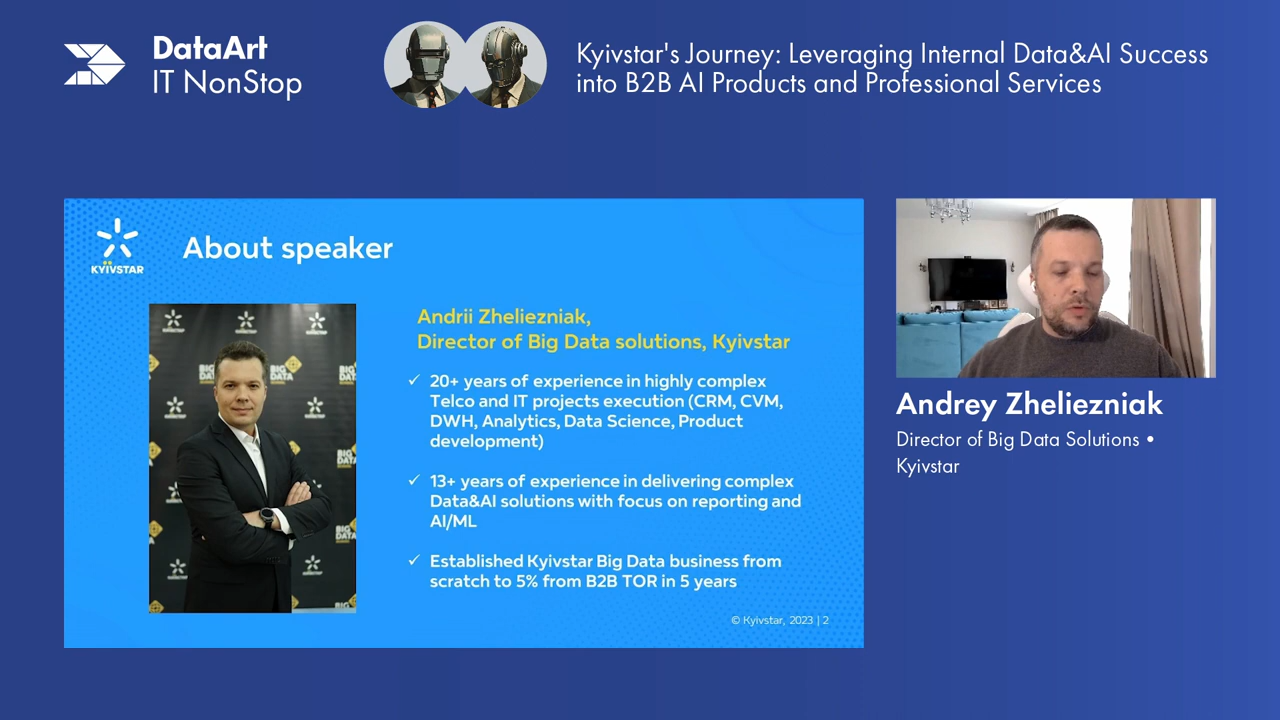 DataArt
IT NonStop
Kyivstar's Journey: Leveraging Internal Data&AI Success
into B2B AI Products and Professional Services
KYЇVSTAR
About speaker
Andrii Zheliezniak,
Director of Big Data solutions, Kyivstar
✓ 20+ years of experience in highly complex
Telco and IT projects execution (CRM, CVM,
DWH, Analytics, Data Science, Product
development)
✓ 13+ years of experience in delivering complex
Data&AI solutions with focus on reporting and
AI/ML
✓ Established Kyivstar Big Data business from
scratch to 5% from B2B TOR in 5 years
© Kyivstar, 2023 | 2
Andrey Zheliezniak
Director of Big Data Solutions •
Kyivstar